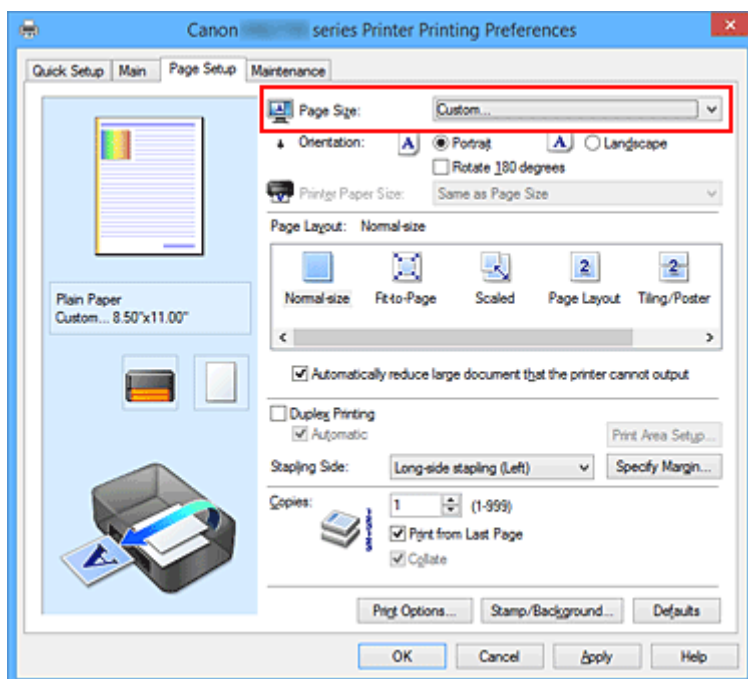 Canon series Printer Printing Preferences
Quick Setup Main Page Setup Maintenance
Page Size: Custom...
Orientation: A Portrait A Landscape
Rotate 180 degrees
Printer Paper Size: Same as Page Size
Page Layout: Normal-size
2 2
Normal-size Fit-to-Page Scaled Page Layout Tiling/Poster
Plain Paper
Custom... 8.50"x11.00"
Automatically reduce large document that the printer cannot output
Duplex Printing
Automatic
Print Area Setup...
Stapling Side: Long-side stapling (Left) Specify Margin...
Copies: 1 (1-999)
Print from Last Page
Collate
A
Print Options... Stamp/Background... Defaults
OK Cancel Apply Help